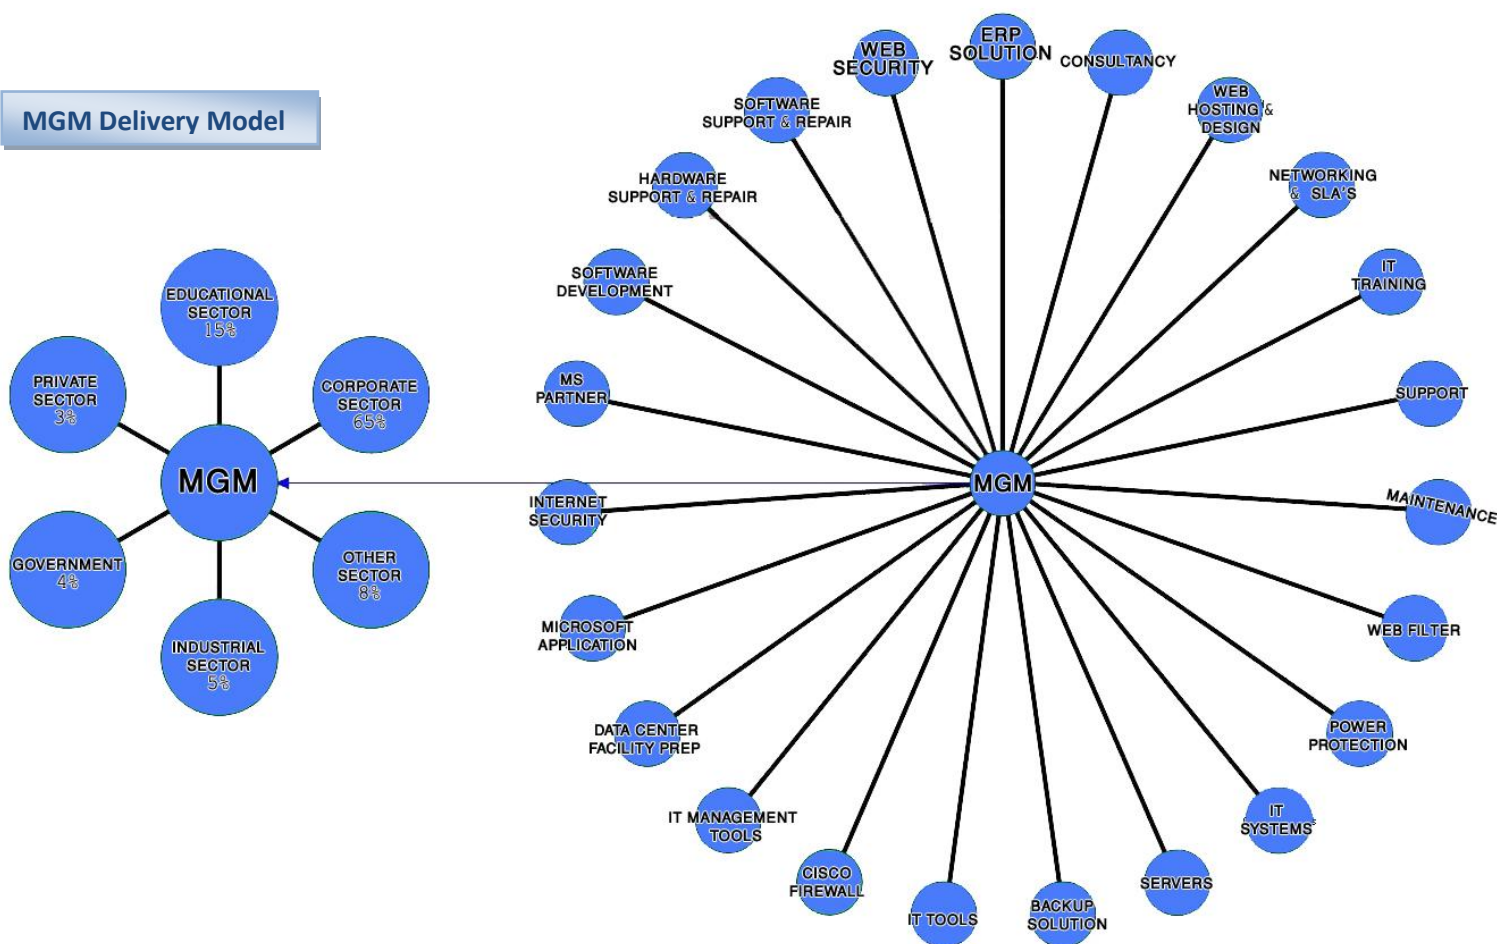 MGM Delivery Model
EDUCATIONAL
SECTOR
15%
PRIVATE
SECTOR
3%
CORPORATE
SECTOR
65%
MGM
GOVERNMENT
4%
OTHER
SECTOR
8%
INDUSTRIAL
SECTOR
5%
ERP
SOLUTION
CONSULTANCY
WEB
HOSTING &
DESIGN
NETWORKING
& SLA'S
IT
TRAINING
SUPPORT
MAINTENANCE
WEB FILTER
POWER
PROTECTION
IT
SYSTEMS
SERVERS
BACKUP
SOLUTION
IT TOOLS
CISCO
FIREWALL
IT MANAGEMENT
TOOLS
DATA CENTER
FACILITY PREP
MICROSOFT
APPLICATION
INTERNET
SECURITY
MS
PARTNER
SOFTWARE
DEVELOPMENT
HARDWARE
SUPPORT & REPAIR
SOFTWARE
SUPPORT & REPAIR
WEB
SECURITY
MGM